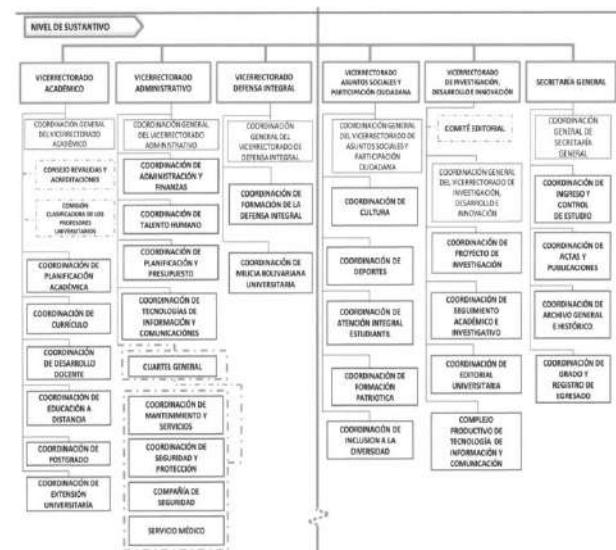 NIVEL DE SUSTANTIVO
VICERRECTORADO
ACADÉMICO
COORDINACIÓN GENERAL
DEL VICERRECTORADO
ACADÉMICO
CONSEJO REVALIDAS Y
ACREDITACIONES
COMISIÓN
CLASIFICADORA DE LOS
PROFESORES
UNIVERSITARIOS
COORDINACIÓN DE
PLANIFICACIÓN
ACADÉMICA
COORDINACIÓN DE
CURRÍCULO
COORDINACIÓN
DE DESARROLLO
DOCENTE
COORDINACIÓN DE
EDUCACIÓN A
DISTANCIA
COORDINACIÓN DE
POSTGRADO
COORDINACIÓN DE
EXTENSIÓN
UNIVERSITARÍA
VICERRECTORADO
ADMINISTRATIVO
COORDINACIÓN GENERAL
DEL VICERRECTORADO
ADMINISTRATIVO
COORDINACIÓN DE
ADMINISTRACIÓN Y
FINANZAS
COORDINACIÓN DE
TALENTO HUMANO
COORDINACIÓN DE
PLANIFICACIÓN Y
PRESUPUESTO
COORDINACIÓN DE
TECNOLOGÍAS DE
INFORMACIÓN Y
COMUNICACIONES
CUARTEL GENERAL
COORDINACIÓN DE
MANTENIMIENTO Y
SERVICIOS
COORDINACIÓN DE
SEGURIDAD Y
PROTECCIÓN
COMPAÑÍA DE
SEGURIDAD
SERVICIO MÉDICO
VICERRECTORADO
DEFENSA INTEGRAL
COORDINACIÓN
GENERAL DEL
VICERRECTORADO DE
DEFENSA INTEGRAL
COORDINACIÓN DE
FORMACIÓN DE LA
DEFENSA INTEGRAL
COORDINACIÓN DE
MILICIA BOLIVARIANA
UNIVERSITARIA
VICERRECTORADO
ASUNTOS SOCIALES Y
PARTICIPACIÓN CIUDADANA
COORDINACIÓN GENERAL
DEL VICERRECTORADO DE
ASUNTOS SOCIALES Y
PARTICIPACIÓN
CIUDADANA
COORDINACIÓN DE
CULTURA
COORDINACIÓN DE
DEPORTES
COORDINACIÓN DE
ATENCIÓN INTEGRAL
ESTUDIANTIL
COORDINACIÓN DE
FORMACIÓN
PATRIOTICA
COORDINACIÓN DE
INCLUSION A LA
DIVERSIDAD
VICERRECTORADO
DE INVESTIGACIÓN,
DESARROLLO E INNOVACIÓN
COMITÉ EDITORIAL
COORDINACIÓN GENERAL
DEL VICERRECTORADO
DE INVESTIGACIÓN,
DESARROLLO E
INNOVACIÓN
COORDINACIÓN DE
PROYECTO DE
INVESTIGACIÓN
COORDINACIÓN DE
SEGUIMIENTO
ACADÉMICO E
INVESTIGATIVO
COORDINACIÓN DE
EDITORIAL
UNIVERSITARIA
COMPLEJO
PRODUCTIVO DE
TECNOLOGÍA DE
INFORMACIÓN Y
COMUNICACIÓN
SECRETARÍA GENERAL
COORDINACIÓN
GENERAL DE
SECRETARÍA
GENERAL
COORDINACIÓN DE
INGRESO Y
CONTROL
DE ESTUDIO
COORDINACIÓN DE
ACTAS Y
PUBLICACIONES
COORDINACIÓN DE
ARCHIVO GENERAL
E HISTÓRICO
COORDINACIÓN DE
GRADO Y
REGISTRO DE
EGRESADO